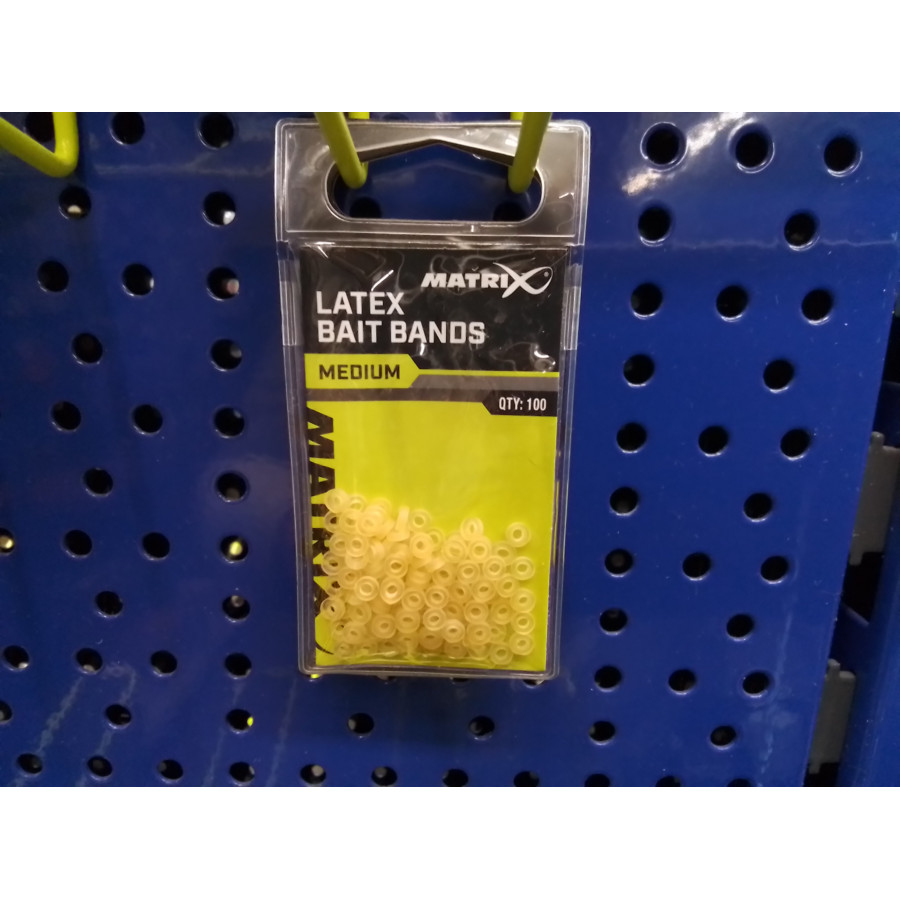 MATRIX
LATEX
BAIT BANDS
MEDIUM
QTY: 100
MATRIX